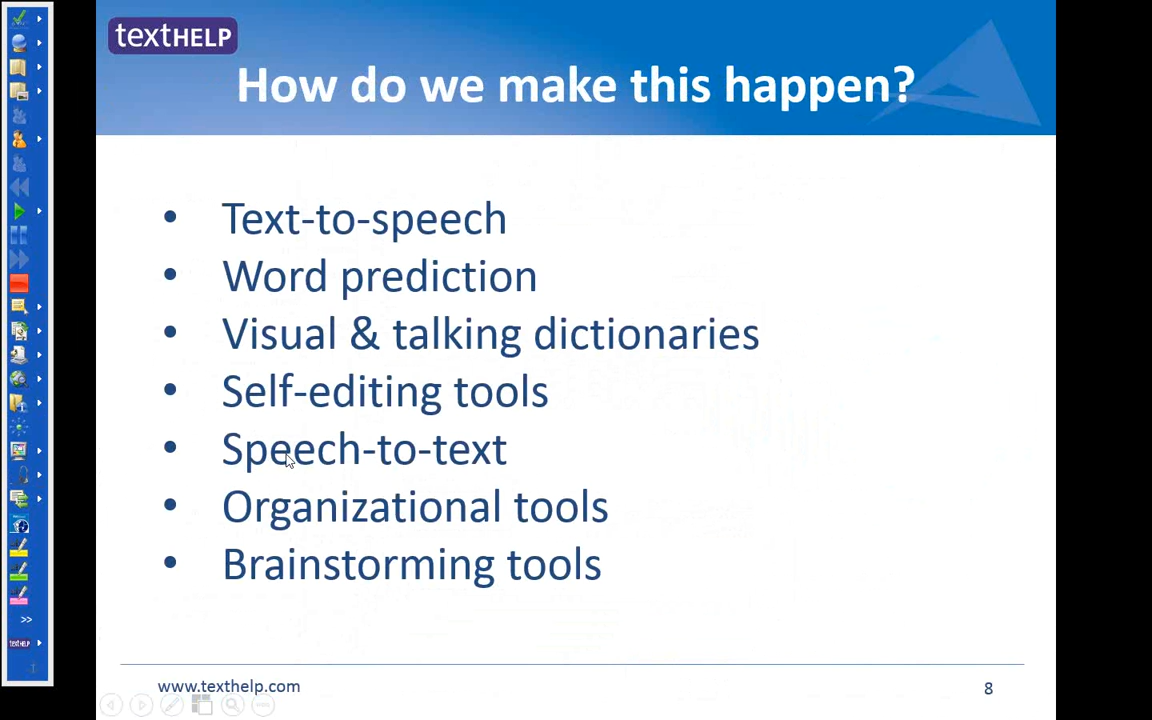 textHELP
How do we make this happen?
• Text-to-speech
• Word prediction
• Visual & talking dictionaries
• Self-editing tools
• Speech-to-text
• Organizational tools
• Brainstorming tools
www.texthelp.com
8
>>
textHELP